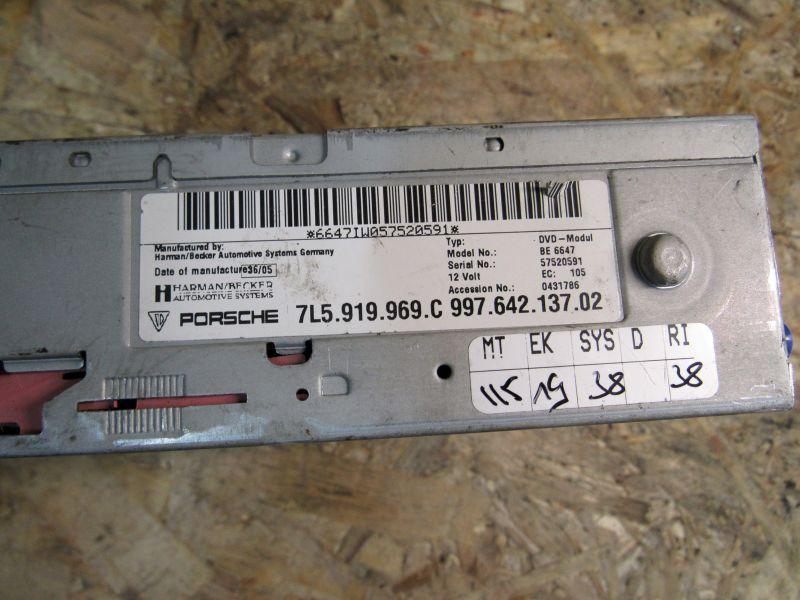 *6647IW057520591*
Manufactured by:
Harman/Becker Automotive Systems Germany
Date of manufacture: 36/05
HARMAN/BECKER
AUTOMOTIVE SYSTEMS
Typ: DVD-Modul
Model No.: BE 6647
Serial No.: 57520591
12 Volt EC: 105
Accession No.: 0431786
PORSCHE 7L5.919.969.C 997.642.137.02
MT EK SYS D RI
115 19 38 38